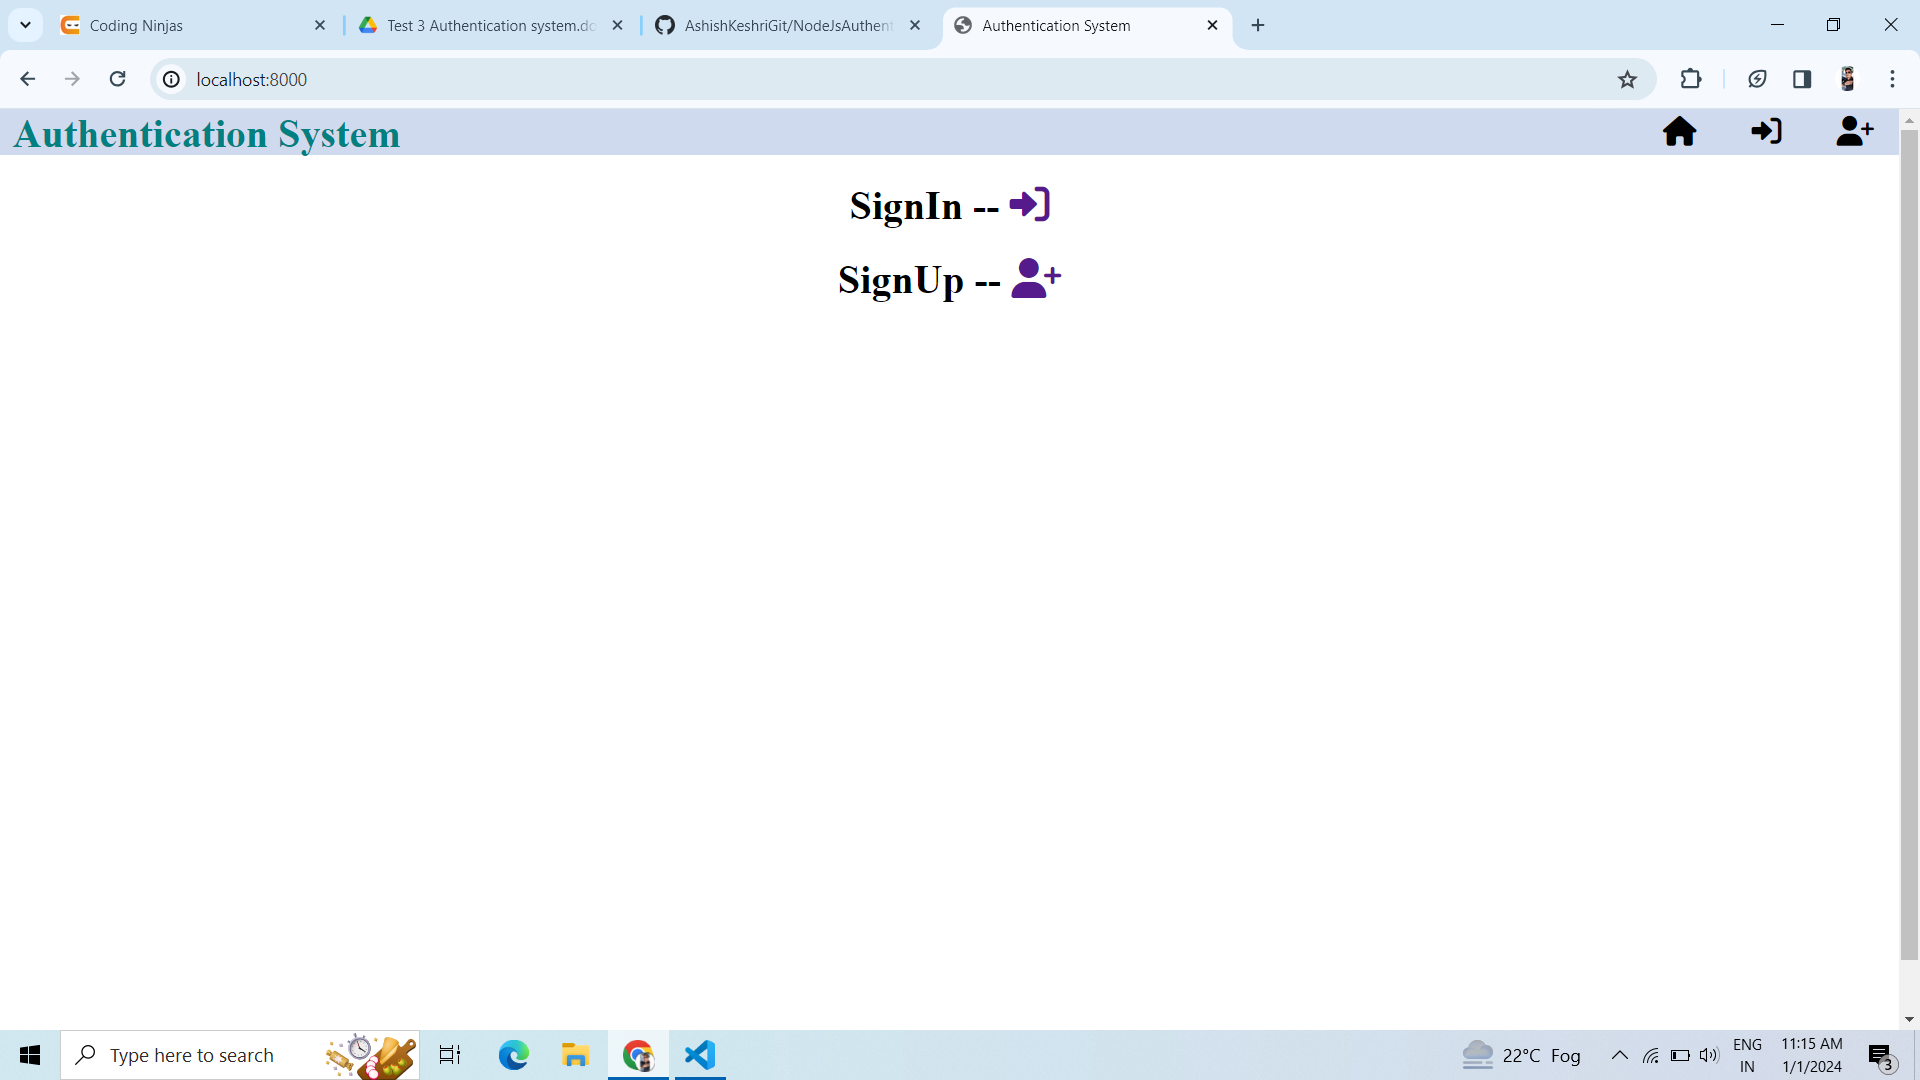 Coding Ninjas
Test 3 Authentication system.do
AshishKeshriGit/NodeJsAuthent
Authentication System
localhost:8000
Authentication System
SignIn --
SignUp --
Type here to search
22°C Fog
ENG
IN
11:15 AM
1/1/2024
3